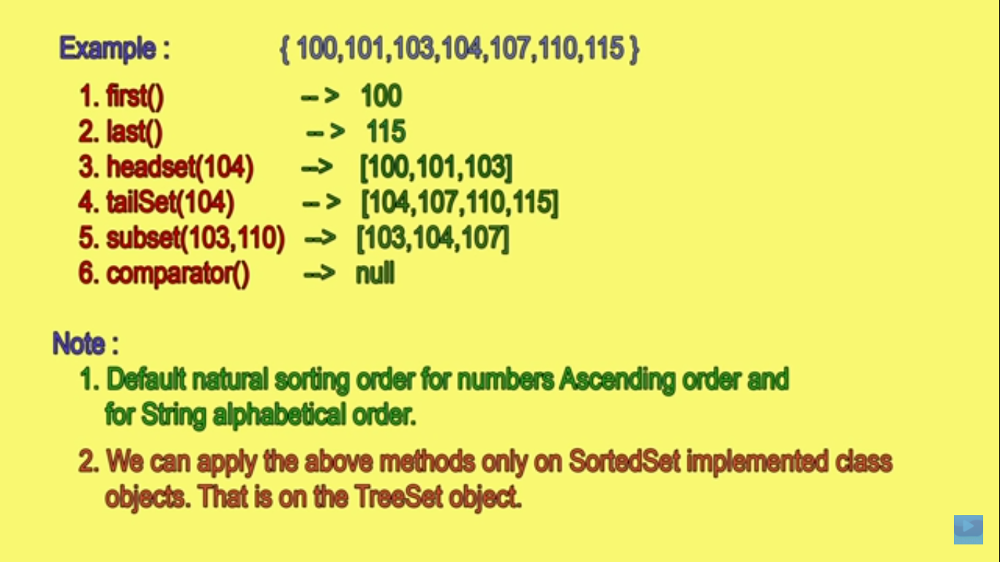 Example : { 100,101,103,104,107,110,115 }
1. first() -- > 100
2. last() -- > 115
3. headset(104) --> [100,101,103]
4. tailSet(104) -- > [104,107,110,115]
5. subset(103,110) --> [103,104,107]
6. comparator() --> null
Note :
1. Default natural sorting order for numbers Ascending order and
for String alphabetical order.
2. We can apply the above methods only on SortedSet implemented class
objects. That is on the TreeSet object.